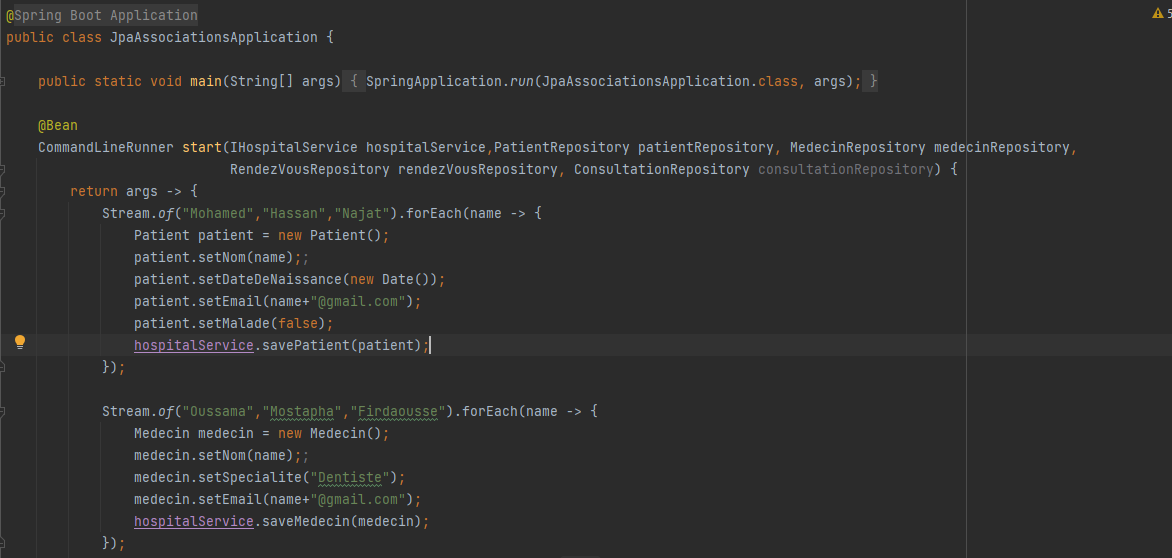 @Spring Boot Application
public class JpaAssociationsApplication {
public static void main(String[] args) { SpringApplication.run(JpaAssociationsApplication.class, args); }
@Bean
CommandLineRunner start(IHospitalService hospitalService,PatientRepository patientRepository, MedecinRepository medecinRepository,
RendezVousRepository rendezVousRepository, ConsultationRepository consultationRepository) {
return args -> {
Stream.of("Mohamed","Hassan","Najat").forEach(name -> {
Patient patient = new Patient();
patient.setNom(name);;
patient.setDateDeNaissance(new Date());
patient.setEmail(name+"@gmail.com");
patient.setMalade(false);
hospitalService.savePatient(patient);
});
Stream.of("Oussama","Mostapha","Firdaousse").forEach(name -> {
Medecin medecin = new Medecin();
medecin.setNom(name);;
medecin.setSpecialite("Dentiste");
medecin.setEmail(name+"@gmail.com");
hospitalService.saveMedecin(medecin);
});